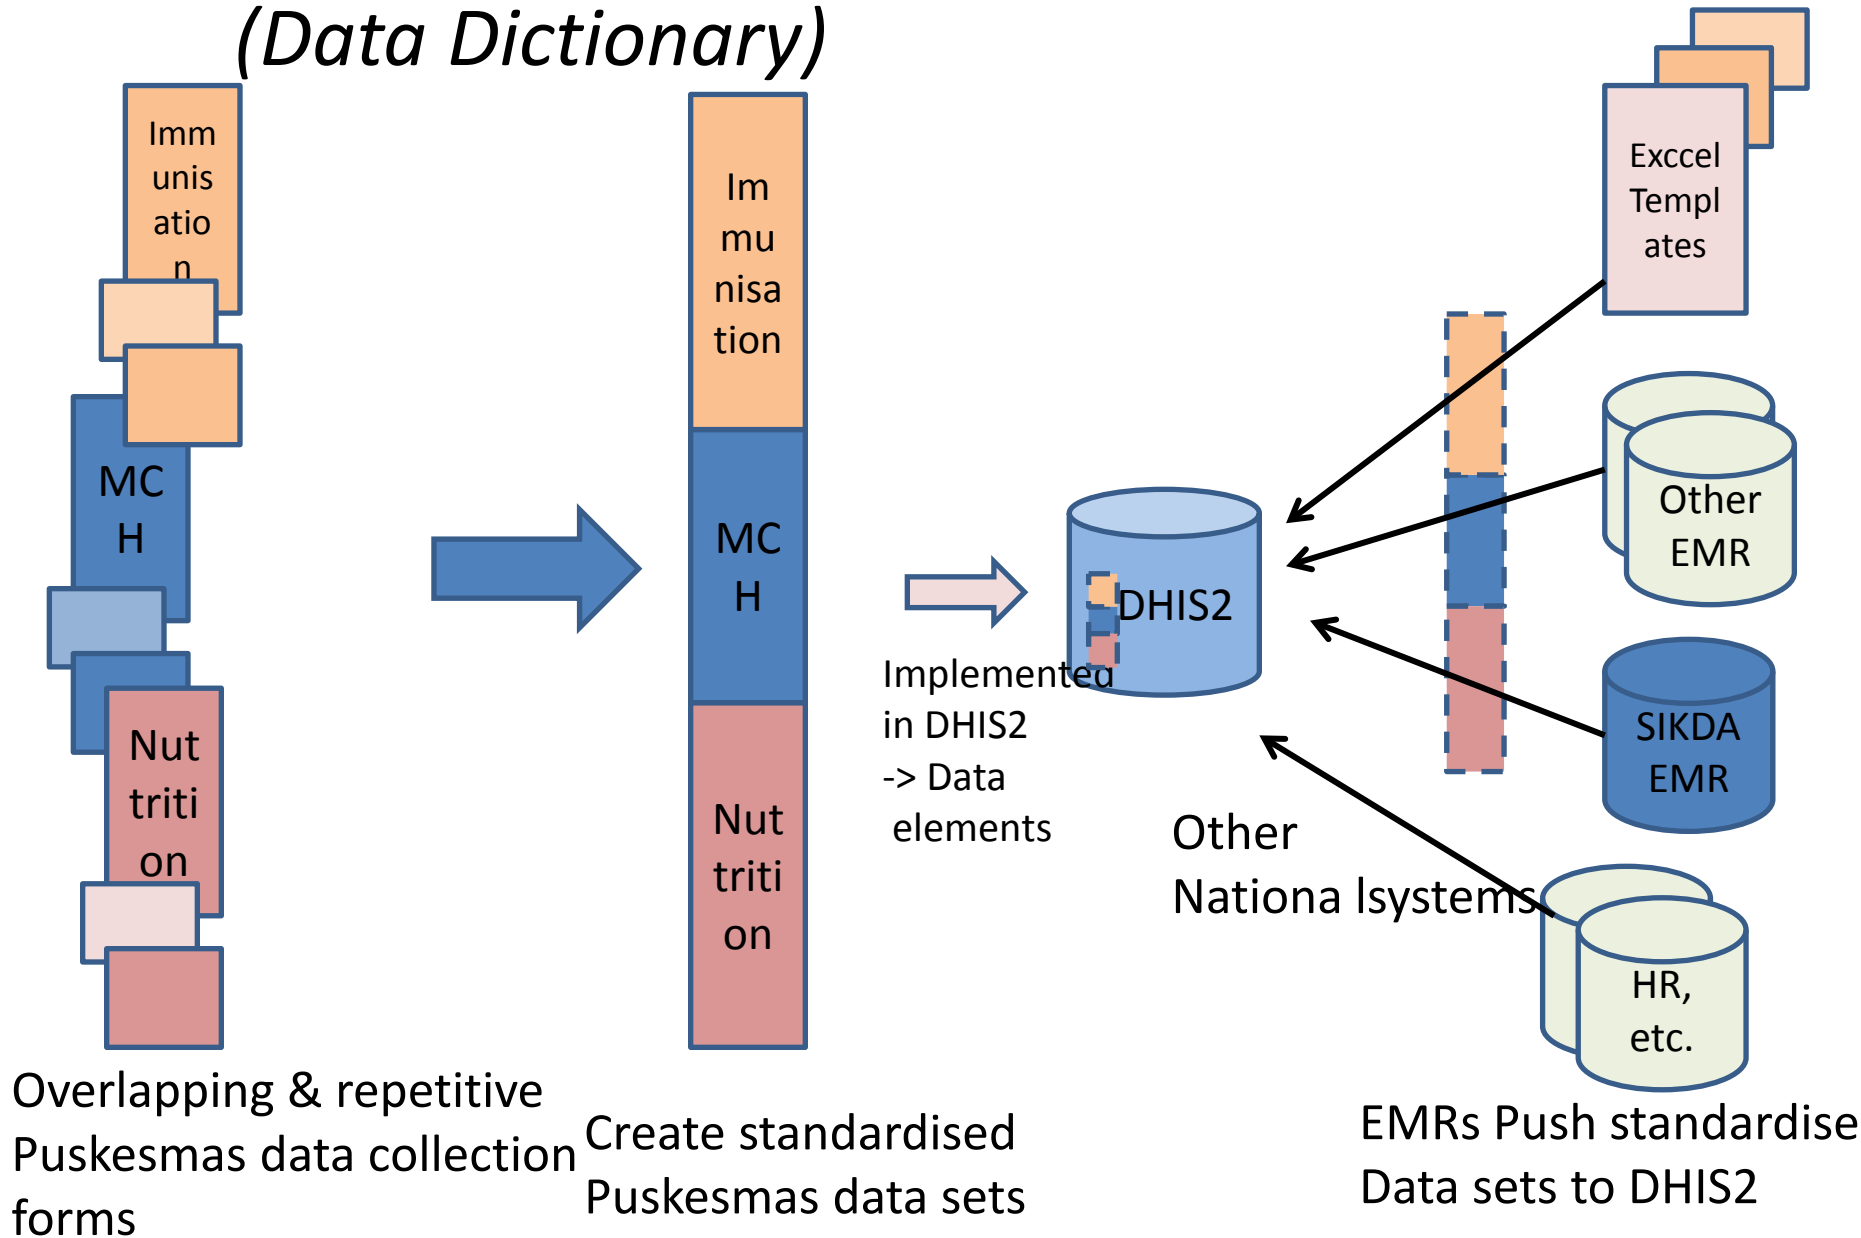 (Data Dictionary)
Imm
unis
atio
n
MC
H
Nut
triti
on
Overlapping & repetitive
Puskesmas data collection
forms
Im
mu
nisa
tion
MC
H
Nut
triti
on
Create standardised
Puskesmas data sets
Implemented
in DHIS2
-> Data
elements
DHIS2
Other
Nationa lsystems
Exccel
Templ
ates
Other
EMR
SIKDA
EMR
HR,
etc.
EMRs Push standardise
Data sets to DHIS2